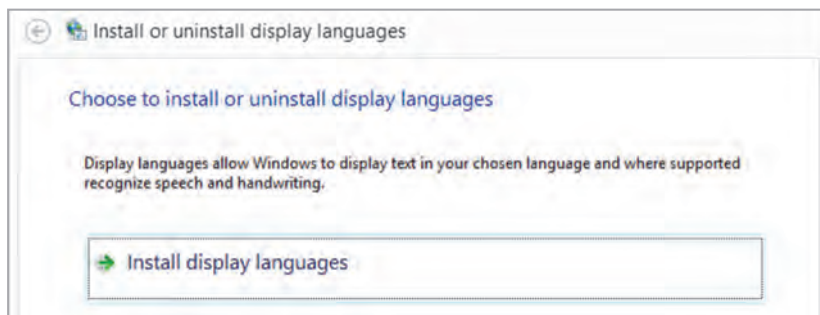 Install or uninstall display languages
Choose to install or uninstall display languages
Display languages allow Windows to display text in your chosen language and where supported
recognize speech and handwriting.
Install display languages